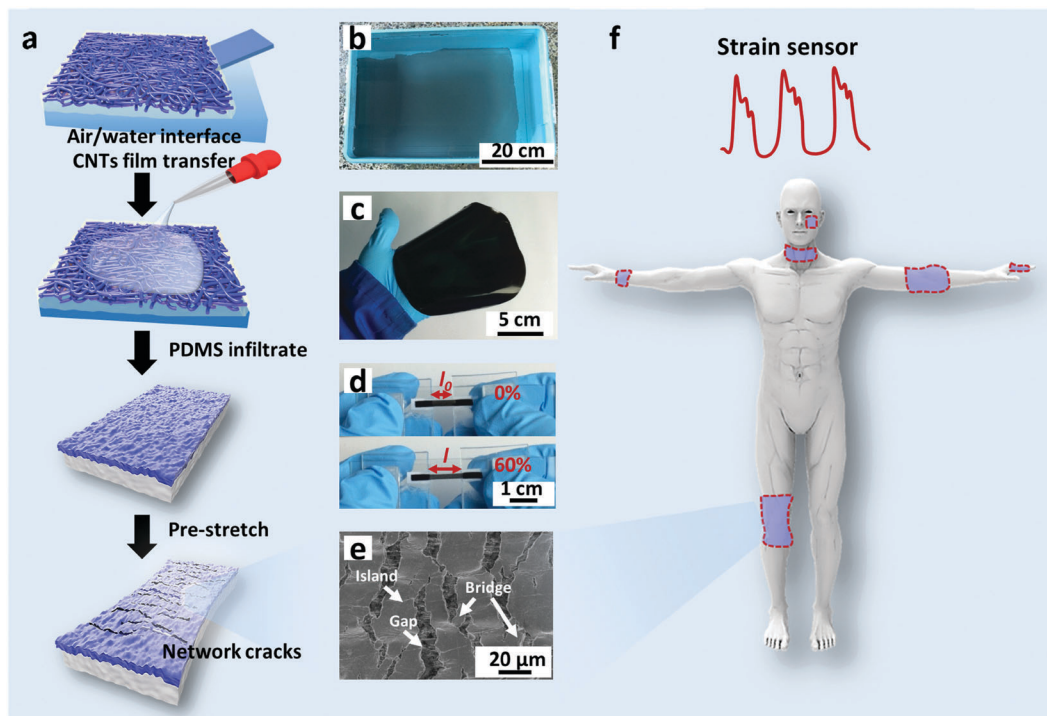 a
Air/water interface
CNTs film transfer
PDMS infiltrate
Pre-stretch
Network cracks
b
20 cm
c
5 cm
d
l0
0%
l
60%
1 cm
e
Island
Gap
Bridge
20 μm
f
Strain sensor